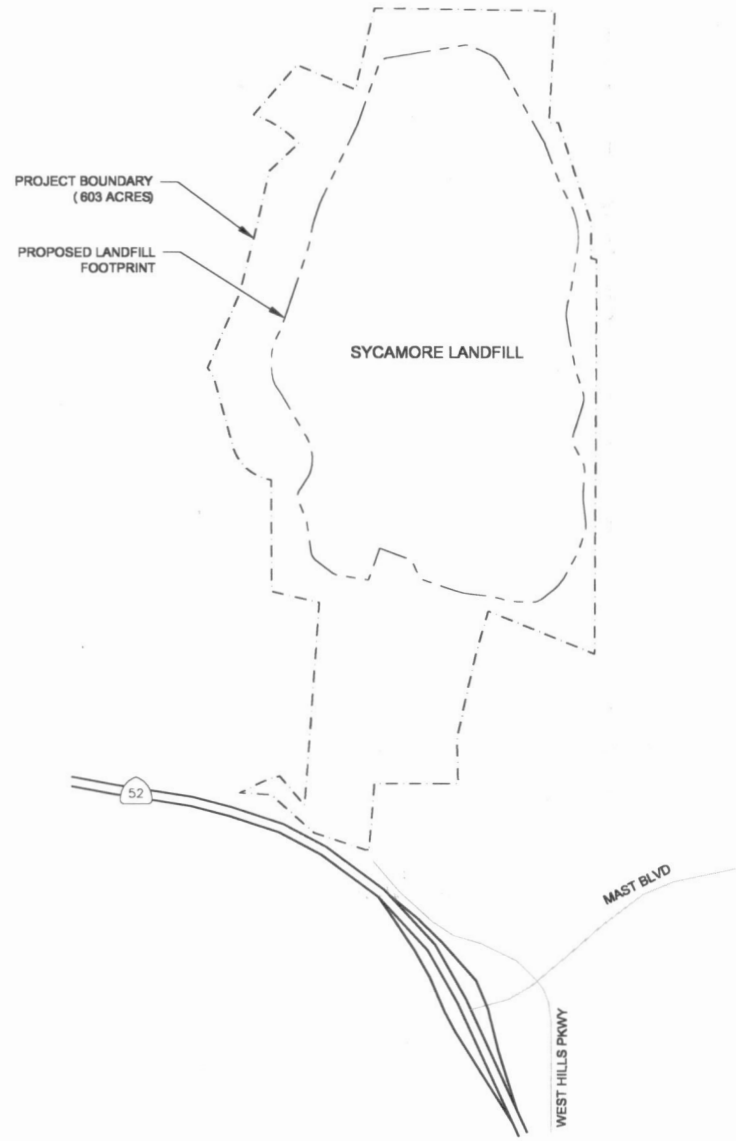 PROJECT BOUNDARY
( 603 ACRES)
PROPOSED LANDFILL
FOOTPRINT
SYCAMORE LANDFILL
52
MAST BLVD
WEST HILLS PKWY